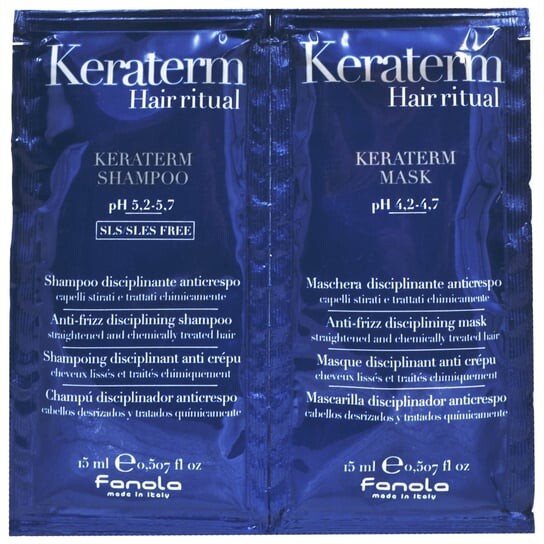 Keraterm
Hair ritual
KERATERM
SHAMPOO
pH 5,2-5,7
SLS/SLES FREE
Shampoo disciplinante anticrespo
capelli stirati e trattati chimicamente
Anti-frizz disciplining shampoo
straightened and chemically treated hair
Shampoing disciplinant anti crépu
cheveux lissés et traités chimiquement
Champú disciplinador anticrespo
cabellos desrizados y tratados químicamente
15 ml ℮ 0,507 fl oz
Fanola
made in italy
Keraterm
Hair ritual
KERATERM
MASK
pH 4,2-4,7
Maschera disciplinante anticrespo
capelli stirati e trattati chimicamente
Anti-frizz disciplining mask
straightened and chemically treated hair
Masque disciplinant anti crépu
cheveux lissés et traités chimiquement
Mascarilla disciplinador anticrespo
cabellos desrizados y tratados químicamente
15 ml ℮ 0,507 fl oz
Fanola
made in italy